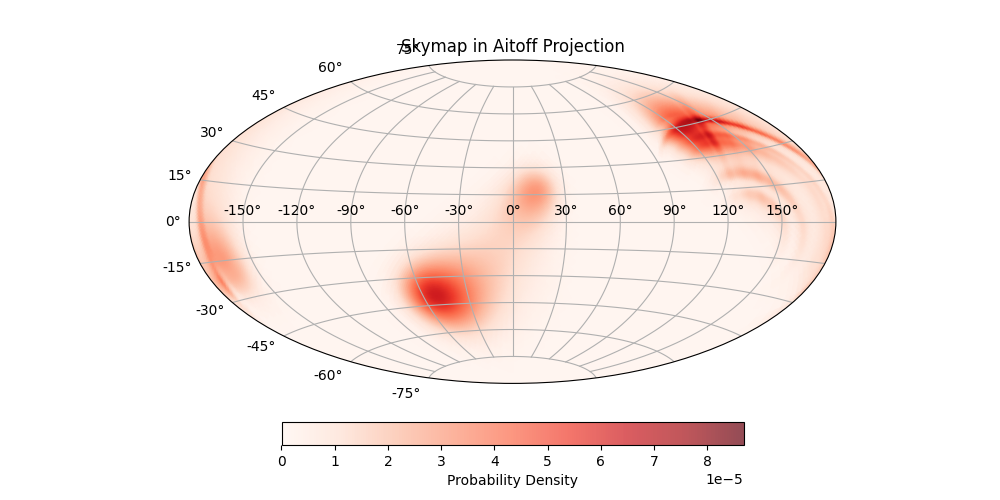 Skymap in Aitoff Projection
75°
60°
45°
30°
15°
0°
-15°
-30°
-45°
-60°
-75°
-150° -120° -90° -60° -30° 0° 30° 60° 90° 120° 150°
0 1 2 3 4 5 6 7 8
1e−5
Probability Density